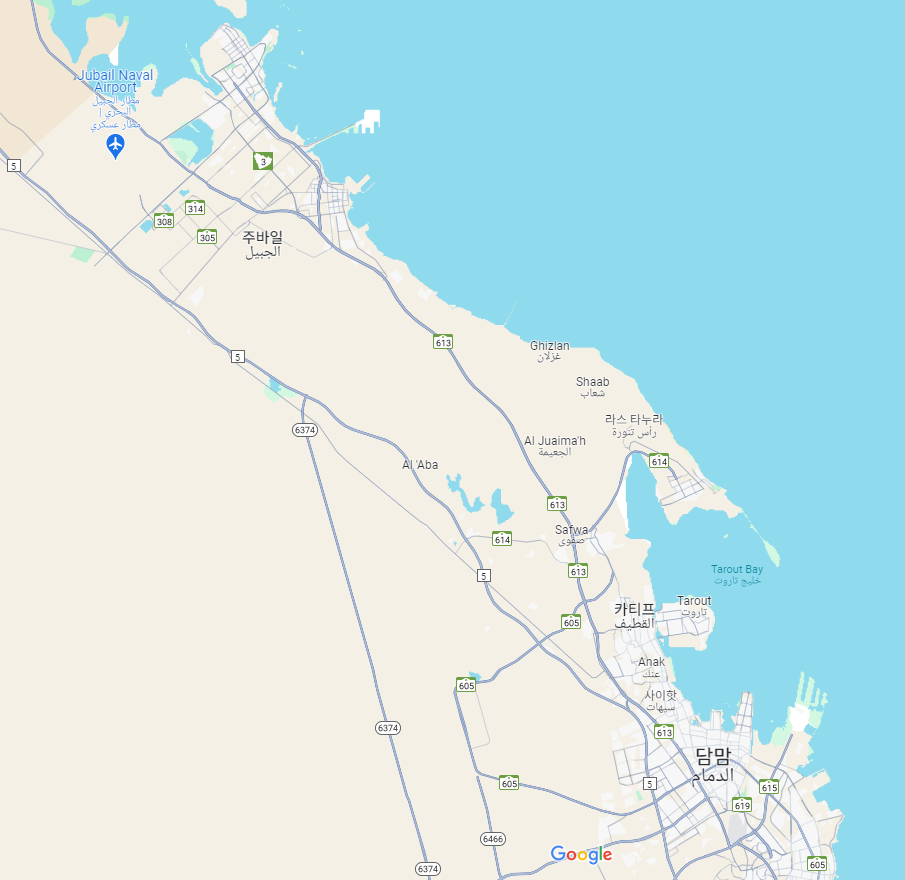 Jubail Naval
Airport
مطار الجبيل
البحري |
مطار عسكري
5
3
314
308
305
주바일
الجبيل
613
Ghizlan
غزلان
5
Shaab
شعاب
라스 타누라
رأس تنورة
6374
Al Juaima'h
الجعيمة
614
Al 'Aba
613
Safwa
صفوى
614
613
5
Tarout Bay
خليج تاروت
Tarout
تاروت
카티프
القطيف
605
Anak
عنك
605
사이핫
سيهات
6374
613
담맘
الدمام
605
5
615
619
6466
Google
605
6374